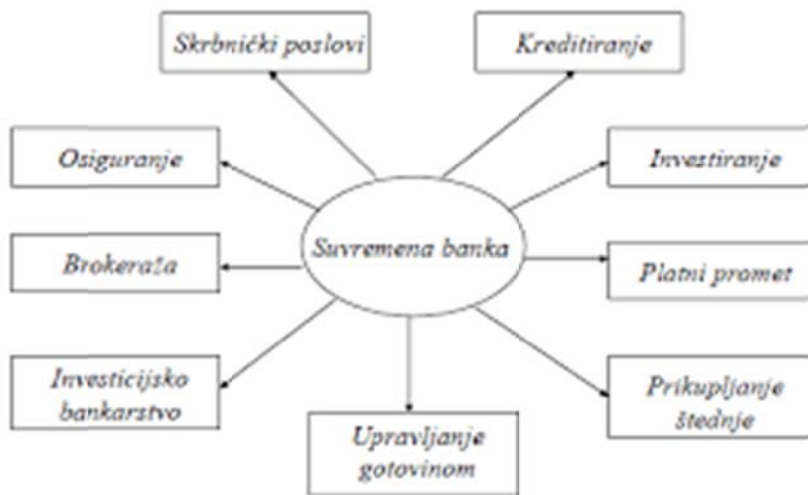 Skrbnički poslovi
Kreditiranje
Osiguranje
Investiranje
Suvremena banka
Brokeraža
Platni promet
Investicijsko
bankarstvo
Prikupljanje
štednje
Upravljanje
gotovinom